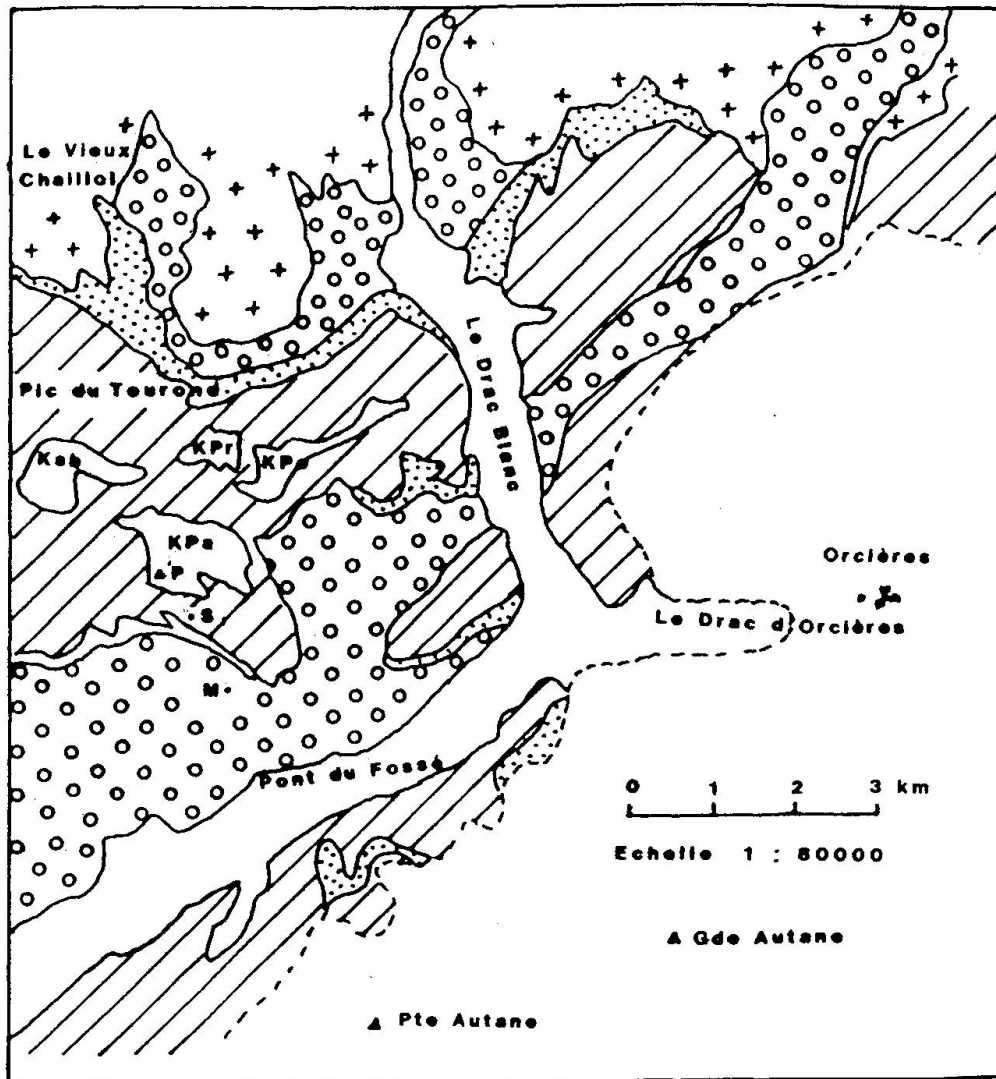 Le Vieux
Chaillol
Pic du Tourond
Le Drac Blanc
Ksb
KPr
KPa
P
S
M
Orcières
Le Drac d'Orcières
Pont du Fossé
0 1 2 3 km
Echelle 1 : 80000
Gde Autane
Pte Autane